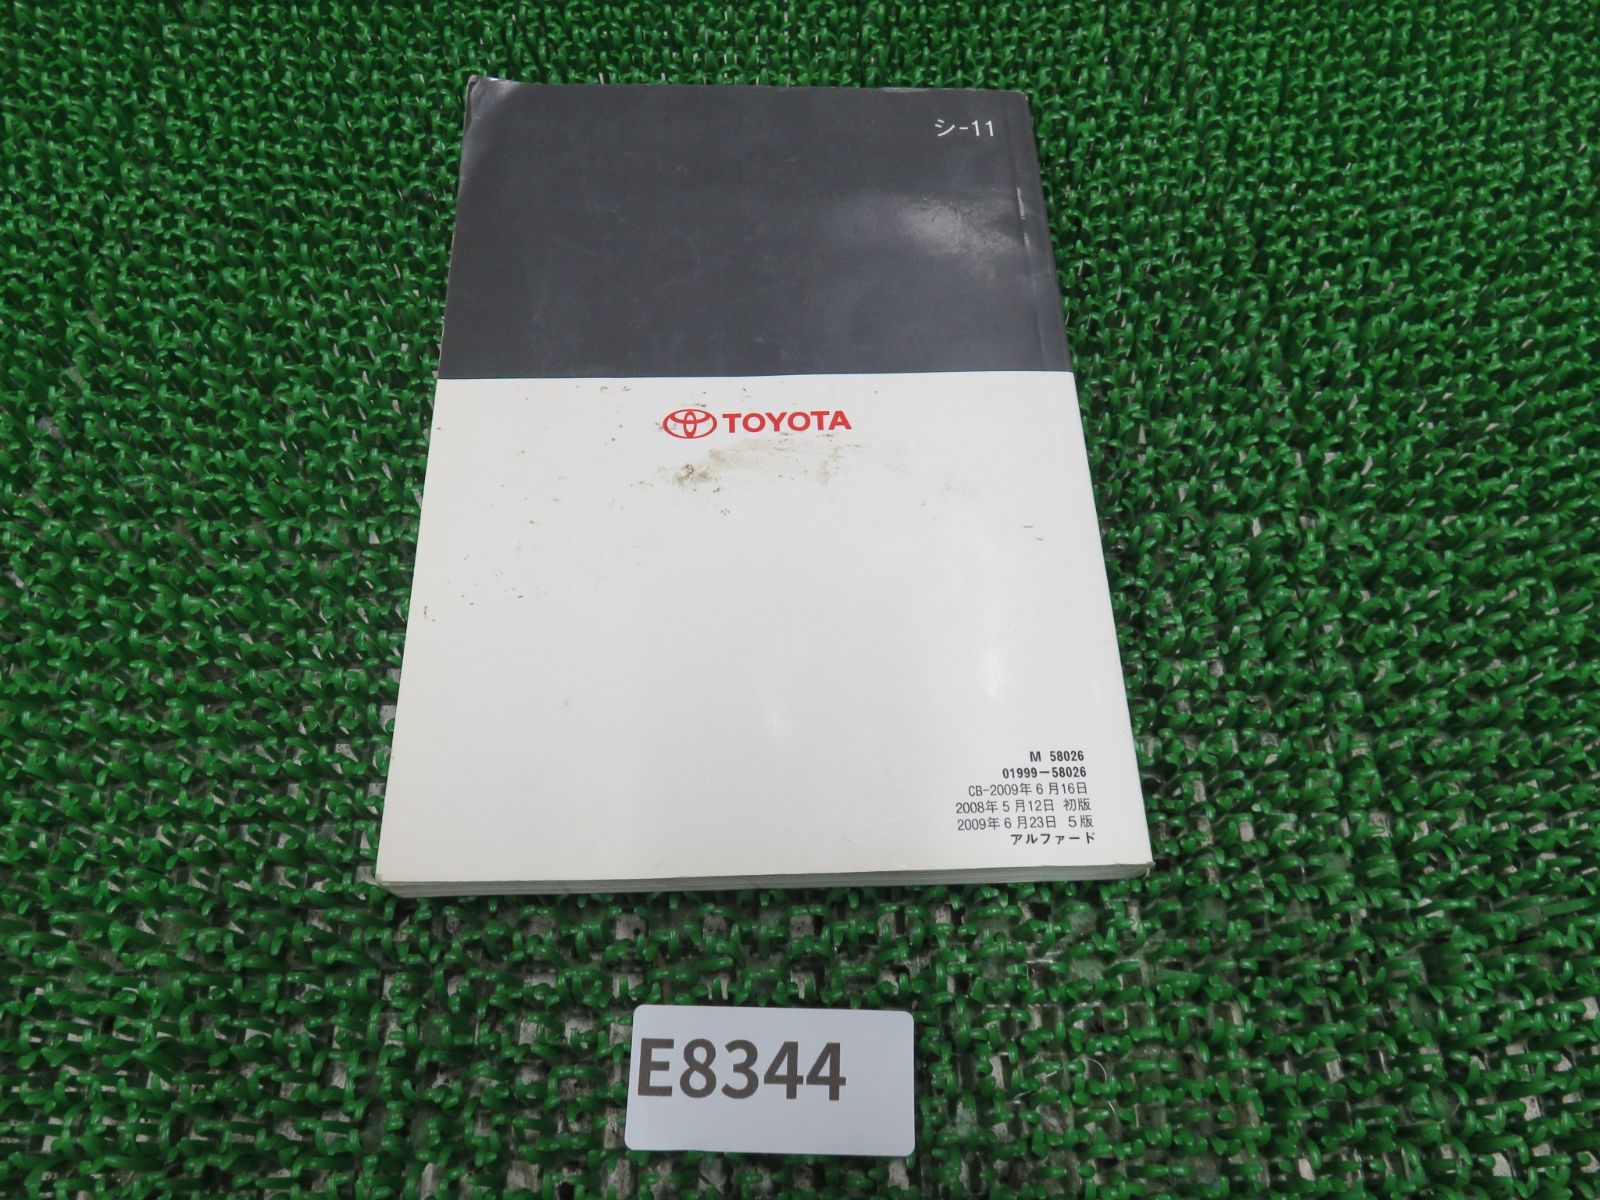 シ-11
TOYOTA
M 58026
01999-58026
CB-2009年6月16日
2008年5月12日 初版
2009年6月23日 5版
アルファード
E8344